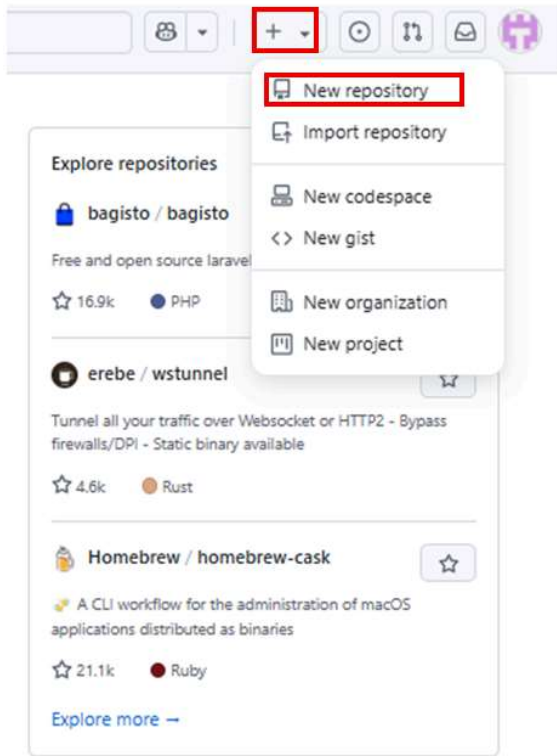 New repository
Import repository
New codespace
New gist
New organization
New project
Explore repositories
bagisto / bagisto
Free and open source laravel
16.9k PHP
erebe / wstunnel
Tunnel all your traffic over Websocket or HTTP2 - Bypass
firewalls/DPI - Static binary available
4.6k Rust
Homebrew / homebrew-cask
A CLI workflow for the administration of macOS
applications distributed as binaries
21.1k Ruby
Explore more →